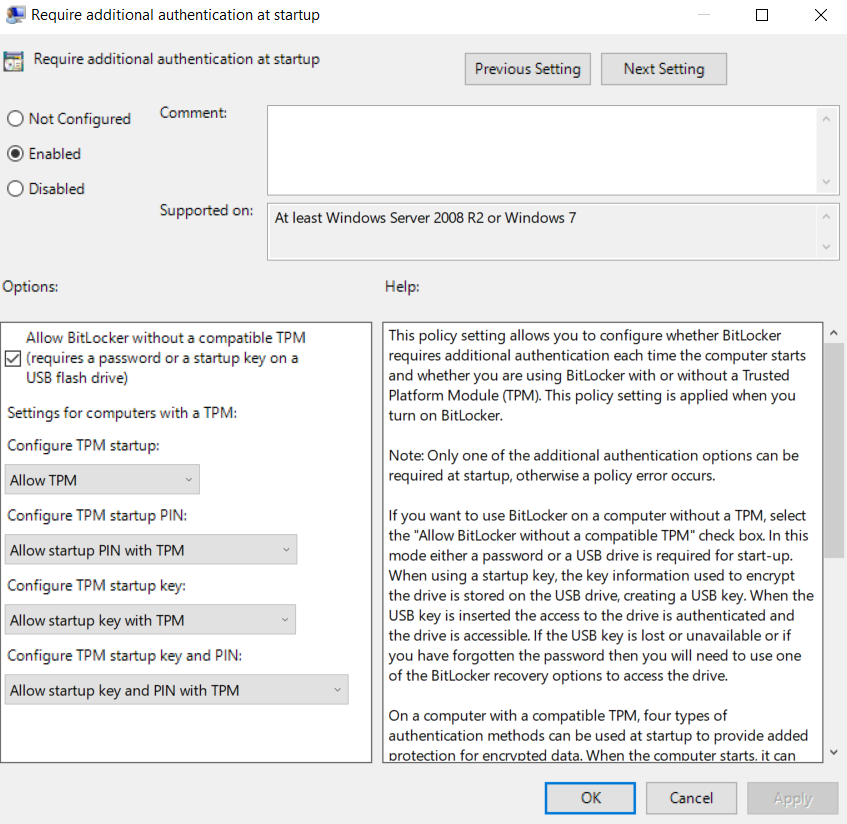 Require additional authentication at startup
Require additional authentication at startup
Previous Setting
Next Setting
Not Configured
Enabled
Disabled
Comment:
Supported on:
At least Windows Server 2008 R2 or Windows 7
Options:
Help:
Allow BitLocker without a compatible TPM
(requires a password or a startup key on a
USB flash drive)
Settings for computers with a TPM:
Configure TPM startup:
Allow TPM
Configure TPM startup PIN:
Allow startup PIN with TPM
Configure TPM startup key:
Allow startup key with TPM
Configure TPM startup key and PIN:
Allow startup key and PIN with TPM
This policy setting allows you to configure whether BitLocker
requires additional authentication each time the computer starts
and whether you are using BitLocker with or without a Trusted
Platform Module (TPM). This policy setting is applied when you
turn on BitLocker.
Note: Only one of the additional authentication options can be
required at startup, otherwise a policy error occurs.
If you want to use BitLocker on a computer without a TPM, select
the "Allow BitLocker without a compatible TPM" check box. In this
mode either a password or a USB drive is required for start-up.
When using a startup key, the key information used to encrypt
the drive is stored on the USB drive, creating a USB key. When the
USB key is inserted the access to the drive is authenticated and
the drive is accessible. If the USB key is lost or unavailable or if
you have forgotten the password then you will need to use one
of the BitLocker recovery options to access the drive.
On a computer with a compatible TPM, four types of
authentication methods can be used at startup to provide added
protection for encrypted data. When the computer starts, it can
OK
Cancel
Apply